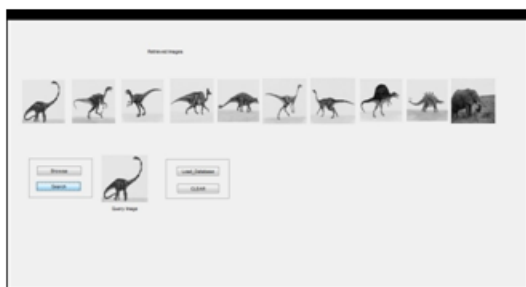 Retrieved Images
Browse
Search
Load_Database
CLEAR
Query Image